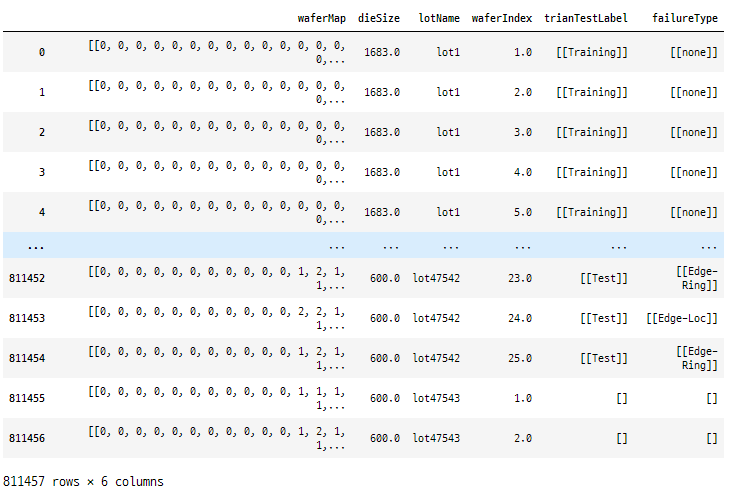 waferMap dieSize lotName waferIndex trianTestLabel failureType
0 [[0, 0, 0, 0, 0, 0, 0, 0, 0, 0, 0, 0, 0, 0, 1683.0 lot1 1.0 [[Training]] [[none]]
0,...
1 [[0, 0, 0, 0, 0, 0, 0, 0, 0, 0, 0, 0, 0, 0, 1683.0 lot1 2.0 [[Training]] [[none]]
0,...
2 [[0, 0, 0, 0, 0, 0, 0, 0, 0, 0, 0, 0, 0, 0, 1683.0 lot1 3.0 [[Training]] [[none]]
0,...
3 [[0, 0, 0, 0, 0, 0, 0, 0, 0, 0, 0, 0, 0, 0, 1683.0 lot1 4.0 [[Training]] [[none]]
0,...
4 [[0, 0, 0, 0, 0, 0, 0, 0, 0, 0, 0, 0, 0, 0, 1683.0 lot1 5.0 [[Training]] [[none]]
0,...
... ... ... ... ... ... ...
811452 [[0, 0, 0, 0, 0, 0, 0, 0, 0, 0, 0, 1, 2, 1, 600.0 lot47542 23.0 [[Test]] [[Edge-
1,... Ring]]
811453 [[0, 0, 0, 0, 0, 0, 0, 0, 0, 0, 0, 2, 2, 1, 600.0 lot47542 24.0 [[Test]] [[Edge-Loc]]
1,...
811454 [[0, 0, 0, 0, 0, 0, 0, 0, 0, 0, 0, 1, 2, 1, 600.0 lot47542 25.0 [[Test]] [[Edge-
1,... Ring]]
811455 [[0, 0, 0, 0, 0, 0, 0, 0, 0, 0, 0, 1, 1, 1, 600.0 lot47543 1.0 [] []
1,...
811456 [[0, 0, 0, 0, 0, 0, 0, 0, 0, 0, 0, 1, 2, 1, 600.0 lot47543 2.0 [] []
1,...
811457 rows × 6 columns